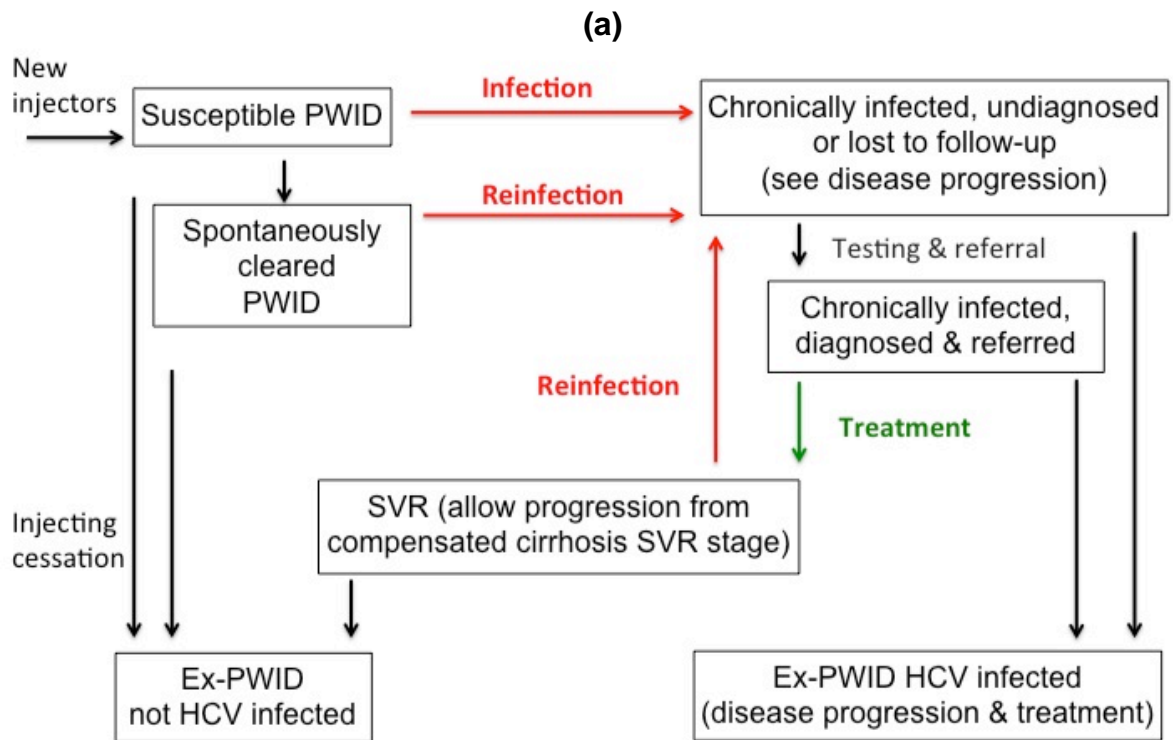 (a)
New
injectors
Susceptible PWID
Infection
Chronically infected, undiagnosed
or lost to follow-up
(see disease progression)
Reinfection
Spontaneously
cleared
PWID
Testing & referral
Chronically infected,
diagnosed & referred
Reinfection
Treatment
SVR (allow progression from
compensated cirrhosis SVR stage)
Injecting
cessation
Ex-PWID
not HCV infected
Ex-PWID HCV infected
(disease progression & treatment)